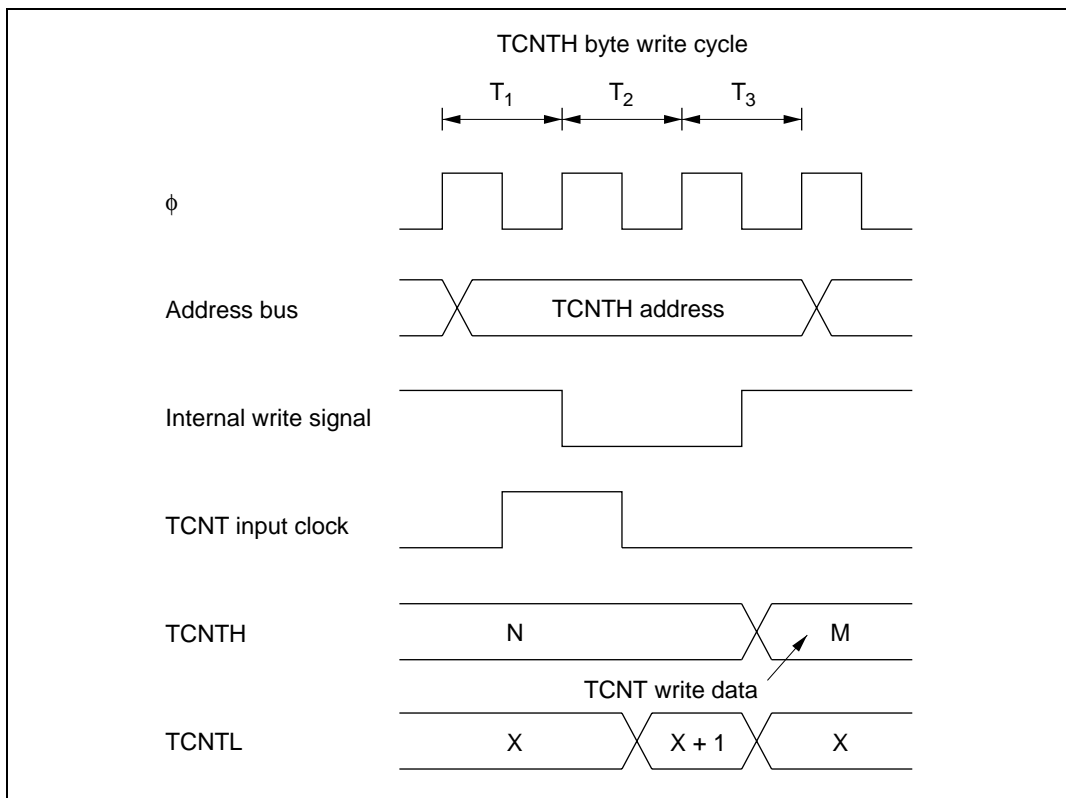 TCNTH byte write cycle
T1 T2 T3
φ
Address bus TCNTH address
Internal write signal
TCNT input clock
TCNTH N M
TCNT write data
TCNTL X X + 1 X